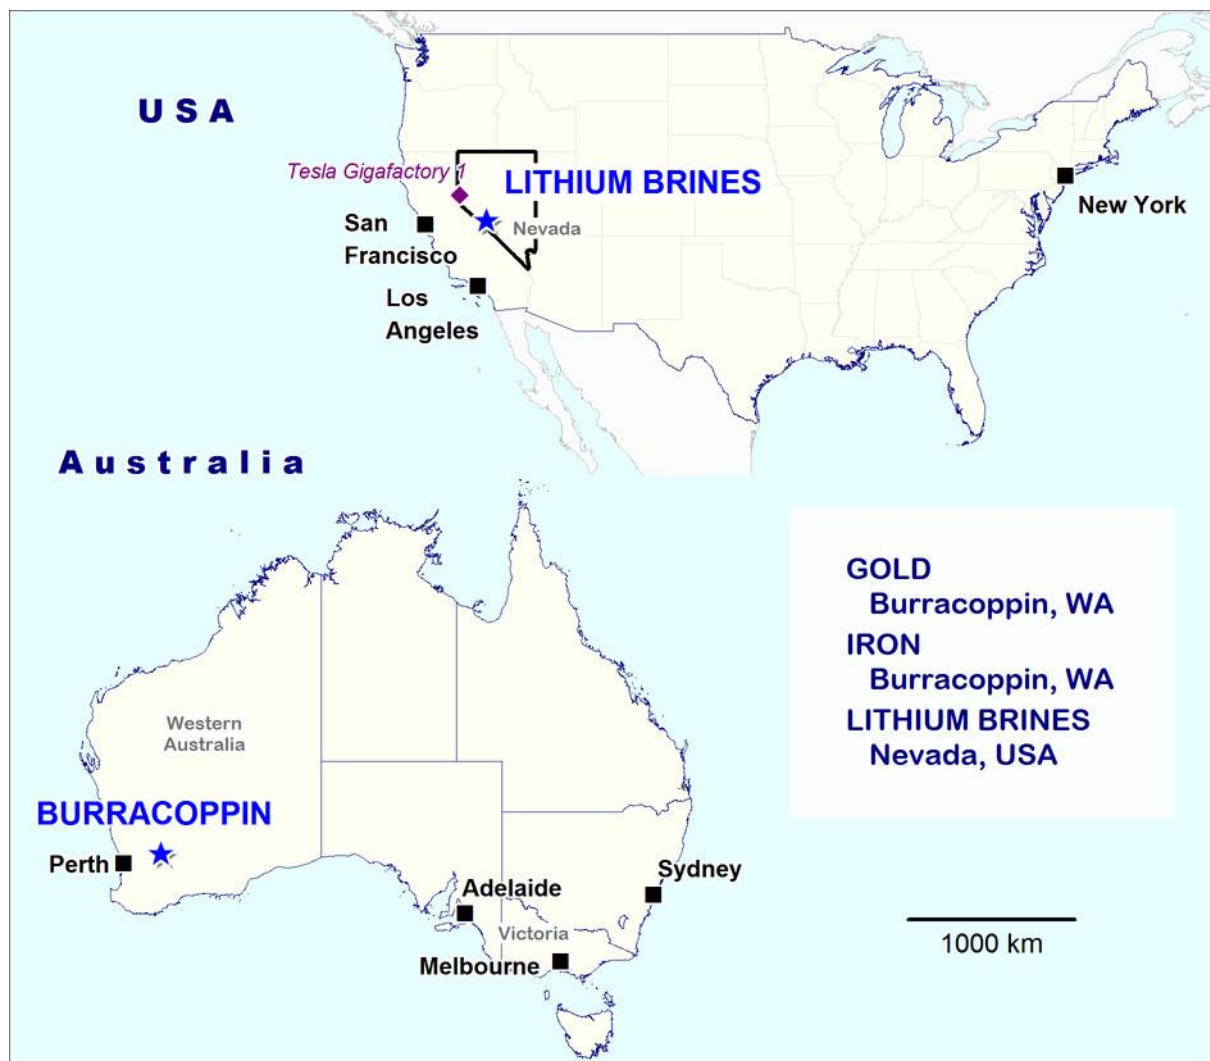 USA
Tesla Gigafactory 1
LITHIUM BRINES
Nevada
San
Francisco
Los
Angeles
New York
Australia
GOLD
Burracoppin, WA
IRON
Burracoppin, WA
LITHIUM BRINES
Nevada, USA
Western
Australia
BURRACOPPIN
Perth
Adelaide
Sydney
Victoria
Melbourne
1000 km